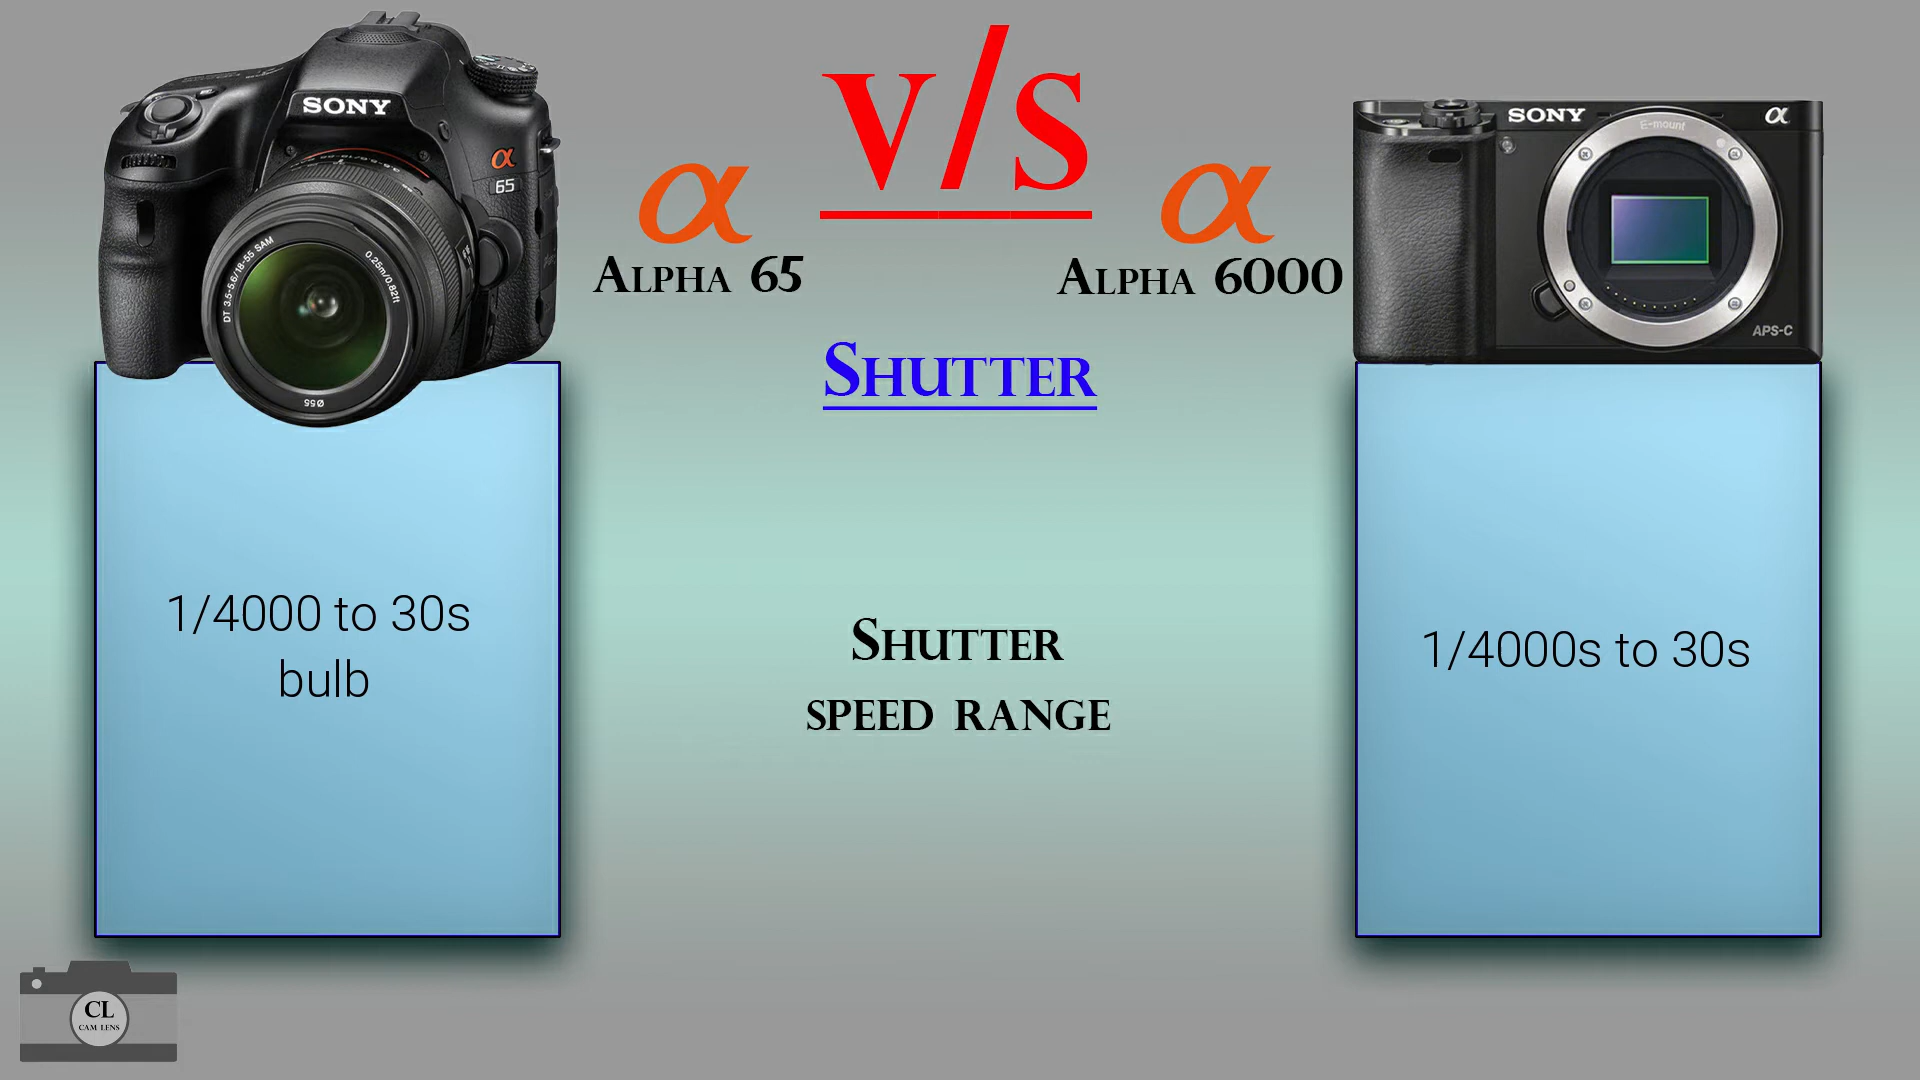 V/S
SONY
α
65
DT 3.5-5.6/18-55 SAM
0.25m/0.82ft
Ø55
α
Alpha 65
α
Alpha 6000
SONY
α
E-mount
APS-C
Shutter
1/4000 to 30s
bulb
Shutter
speed range
1/4000s to 30s
CL
CAM LENS